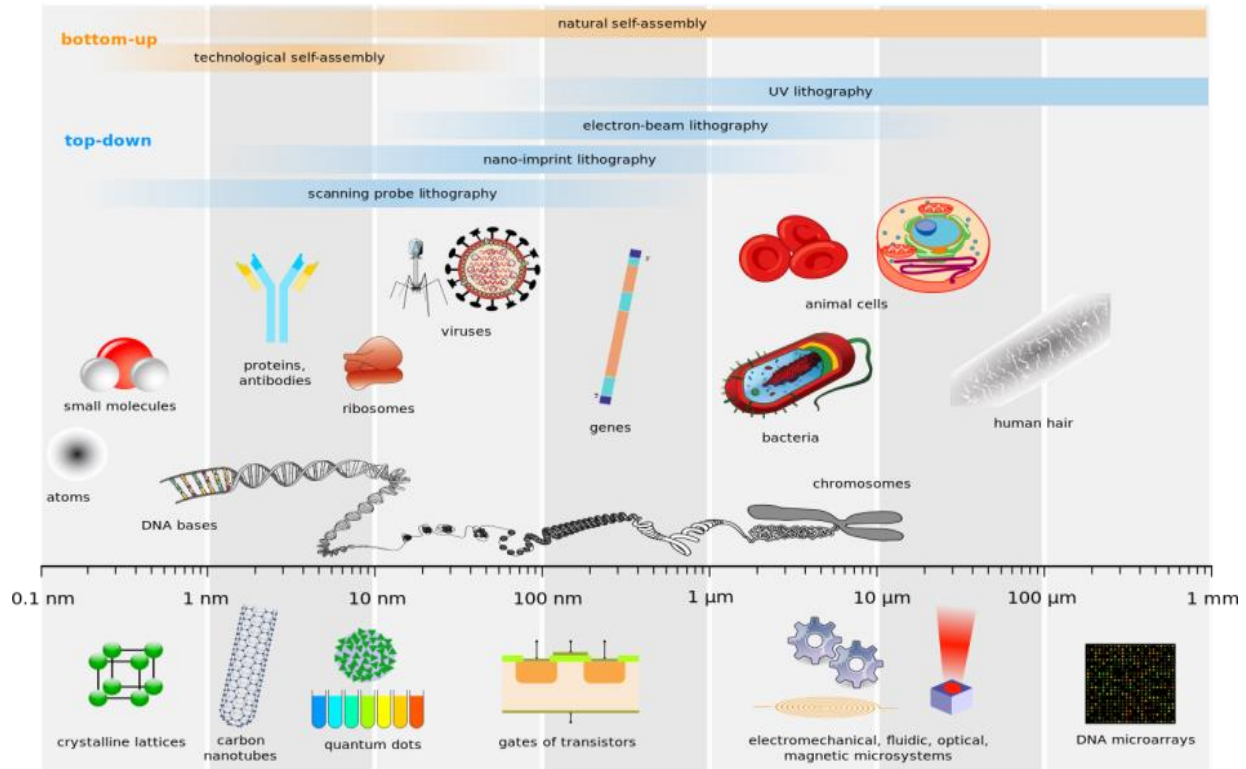 natural self-assembly
bottom-up
technological self-assembly
UV lithography
electron-beam lithography
top-down
nano-imprint lithography
scanning probe lithography
animal cells
viruses
proteins,
antibodies
small molecules
ribosomes
genes
bacteria
human hair
atoms
DNA bases
chromosomes
0.1 nm 1 nm 10 nm 100 nm 1 µm 10 µm 100 µm 1 mm
crystalline lattices
carbon
nanotubes
quantum dots
gates of transistors
electromechanical, fluidic, optical,
magnetic microsystems
DNA microarrays